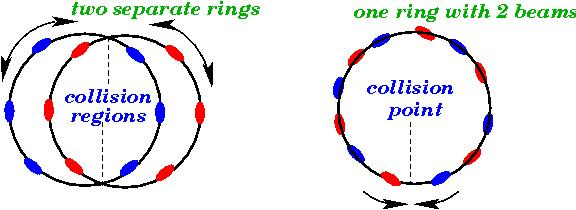 two separate rings
collision
regions
one ring with 2 beams
collision
point